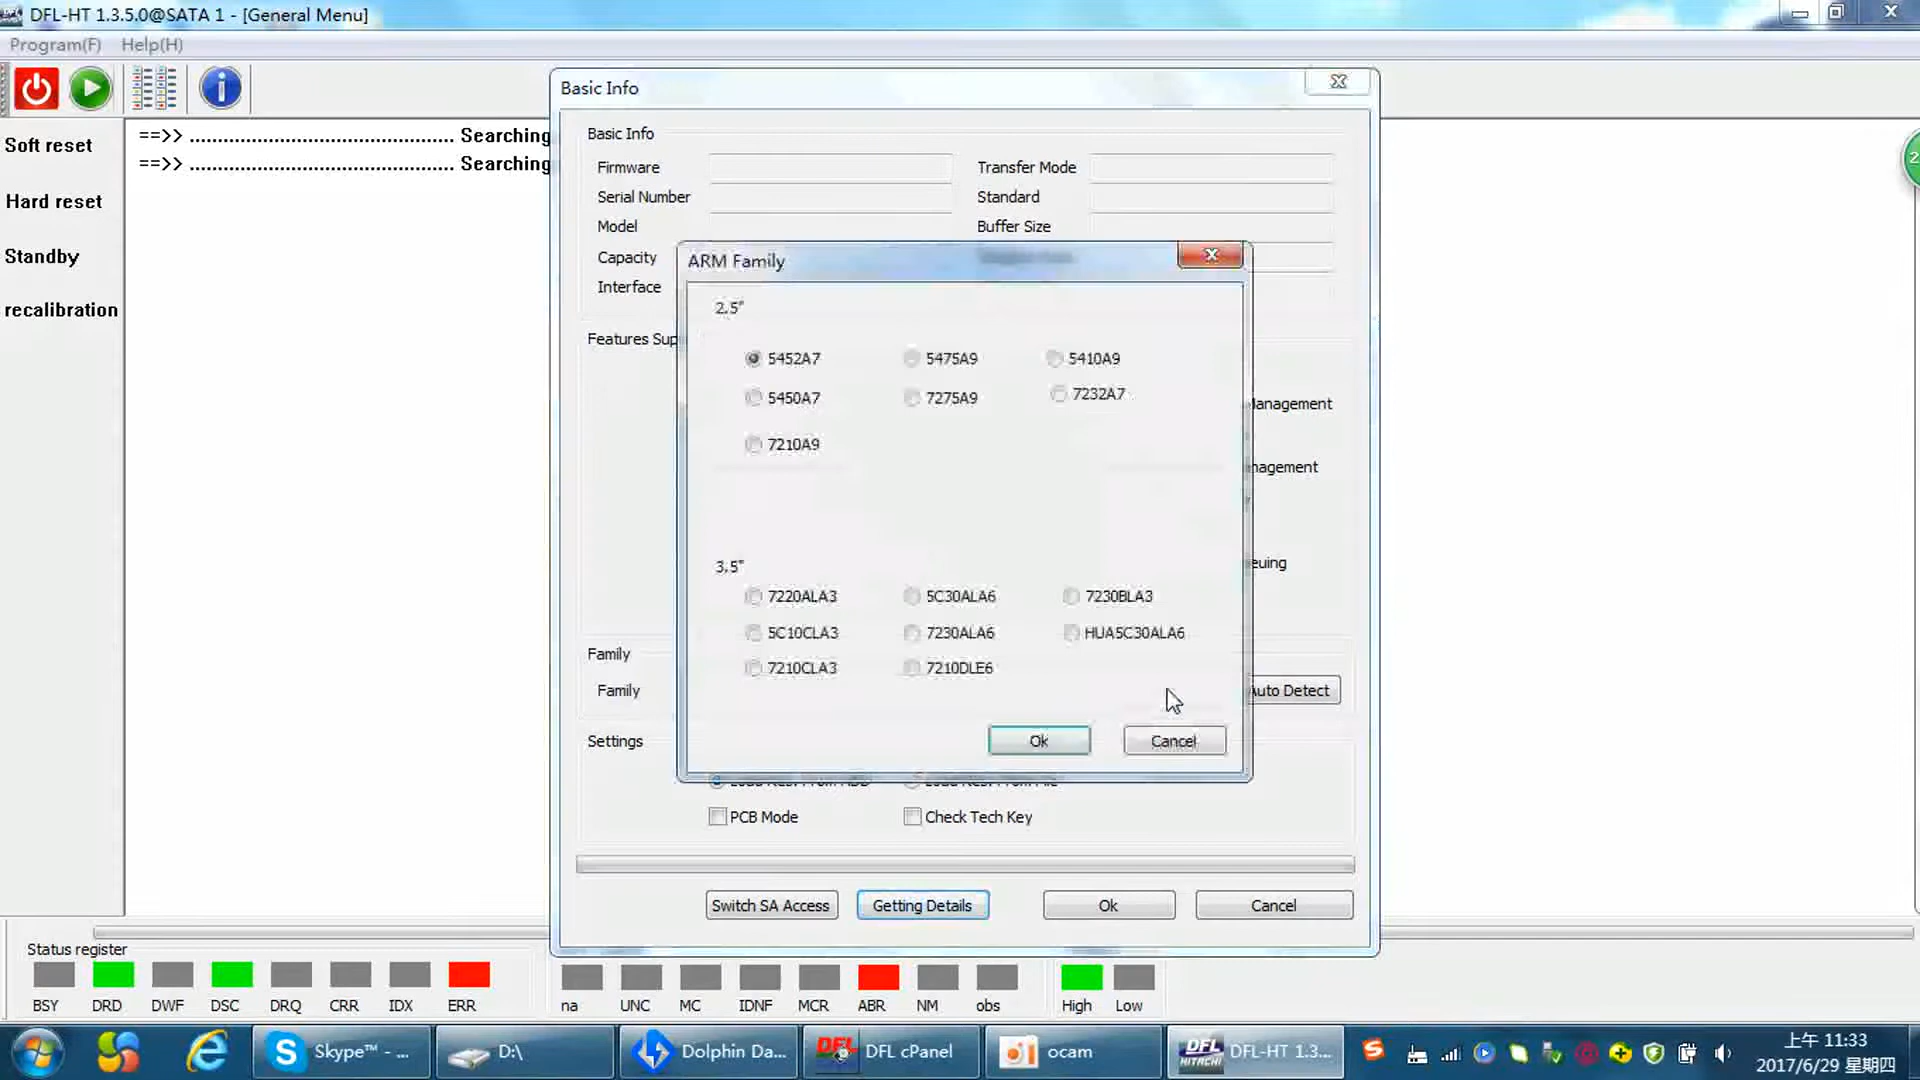 DFL-HT 1.3.5.0@SATA 1 - [General Menu]
Program(F) Help(H)
Soft reset
Hard reset
Standby
recalibration
==>> ................................................ Searching
==>> ................................................ Searching
Basic Info
Basic Info
Firmware
Transfer Mode
Serial Number
Standard
Model
Buffer Size
Capacity
Interface
Features Sup
anagement
nagement
euing
Family
Family
Auto Detect
Settings
PCB Mode
Check Tech Key
Switch SA Access
Getting Details
Ok
Cancel
ARM Family
2.5"
5452A7
5475A9
5410A9
5450A7
7275A9
7232A7
7210A9
3.5"
7220ALA3
5C30ALA6
7230BLA3
5C10CLA3
7230ALA6
HUA5C30ALA6
7210CLA3
7210DLE6
Ok
Cancel
2
Status register
BSY DRD DWF DSC DRQ CRR IDX ERR
na UNC MC IDNF MCR ABR NM obs
High Low
Skype™ - ...
D:\
Dolphin Da...
DFL
DFL cPanel
ocam
DFL
HITACHI
DFL-HT 1.3...
上午 11:33
2017/6/29 星期四